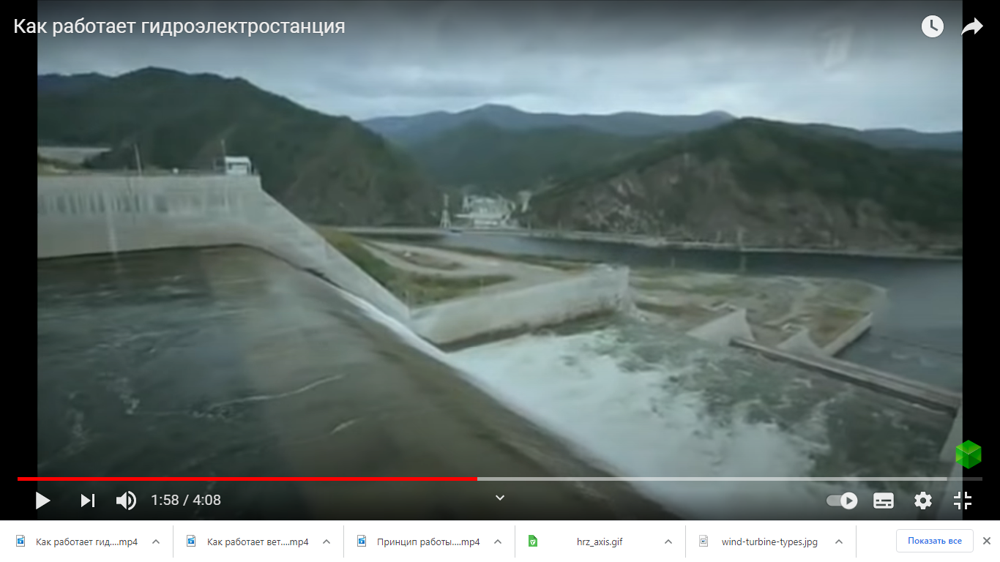 Как работает гидроэлектростанция
1:58 / 4:08
Как работает гид....mp4
Как работает вет....mp4
Принцип работы....mp4
hrz_axis.gif
wind-turbine-types.jpg
Показать все